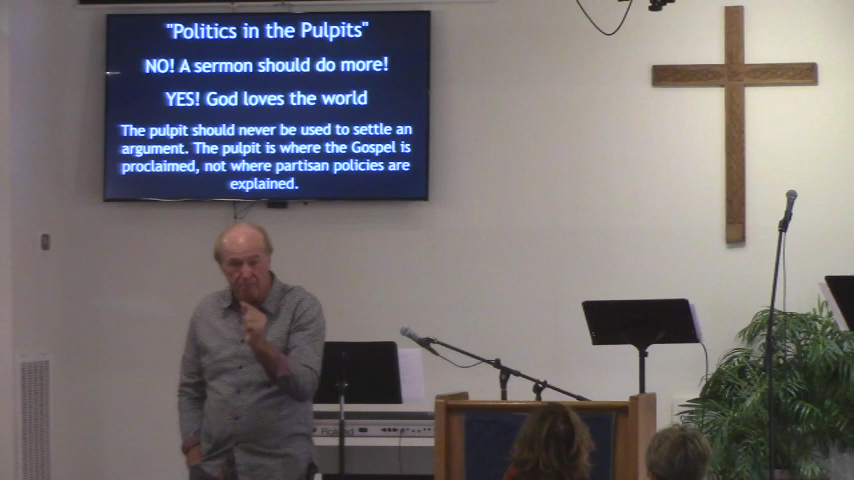 "Politics in the Pulpits"
NO! A sermon should do more!
YES! God loves the world
The pulpit should never be used to settle an
argument. The pulpit is where the Gospel is
proclaimed, not where partisan policies are
explained.
Roland